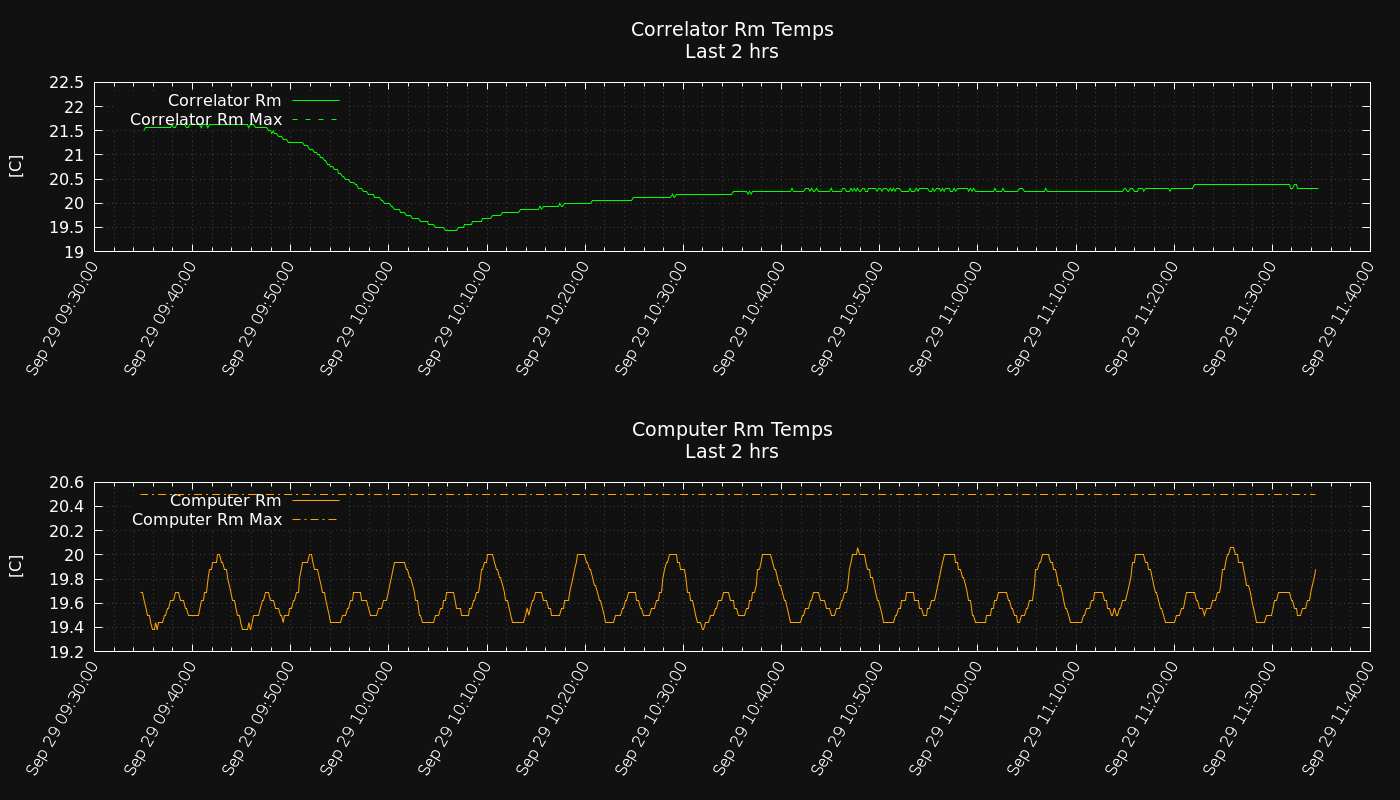 Correlator Rm Temps
Last 2 hrs
22.5
22
21.5
21
20.5
20
19.5
19
[C]
Correlator Rm
Correlator Rm Max
Sep 29 09:30:00
Sep 29 09:40:00
Sep 29 09:50:00
Sep 29 10:00:00
Sep 29 10:10:00
Sep 29 10:20:00
Sep 29 10:30:00
Sep 29 10:40:00
Sep 29 10:50:00
Sep 29 11:00:00
Sep 29 11:10:00
Sep 29 11:20:00
Sep 29 11:30:00
Sep 29 11:40:00
Computer Rm Temps
Last 2 hrs
20.6
20.4
20.2
20
19.8
19.6
19.4
19.2
[C]
Computer Rm
Computer Rm Max
Sep 29 09:30:00
Sep 29 09:40:00
Sep 29 09:50:00
Sep 29 10:00:00
Sep 29 10:10:00
Sep 29 10:20:00
Sep 29 10:30:00
Sep 29 10:40:00
Sep 29 10:50:00
Sep 29 11:00:00
Sep 29 11:10:00
Sep 29 11:20:00
Sep 29 11:30:00
Sep 29 11:40:00